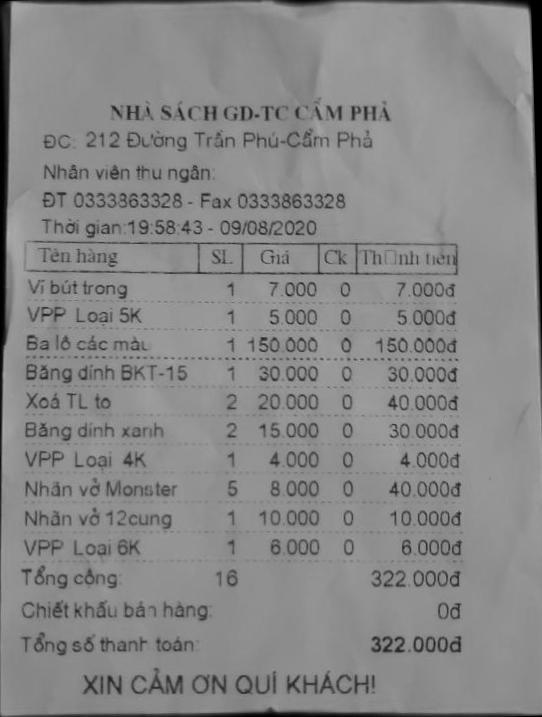 NHÀ SÁCH GD-TC CẨM PHẢ
ĐC: 212 Đường Trần Phú-Cẩm Phả
Nhân viên thu ngân:
ĐT 0333863328 - Fax 0333863328
Thời gian:19:58:43 - 09/08/2020
Tên hàng SL Giá Ck Th□nh tiền
Ví bút trong 1 7.000 0 7.000đ
VPP Loại 5K 1 5.000 0 5.000đ
Ba lô các màu 1 150.000 0 150.000đ
Băng dính BKT-15 1 30.000 0 30.000đ
Xoá TL to 2 20.000 0 40.000đ
Băng dính xanh 2 15.000 0 30.000đ
VPP Loại 4K 1 4.000 0 4.000đ
Nhãn vở Monster 5 8.000 0 40.000đ
Nhãn vở 12cung 1 10.000 0 10.000đ
VPP Loại 6K 1 6.000 0 6.000đ
Tổng cộng: 16 322.000đ
Chiết khấu bán hàng: 0đ
Tổng số thanh toán: 322.000đ
XIN CẢM ƠN QUÍ KHÁCH!